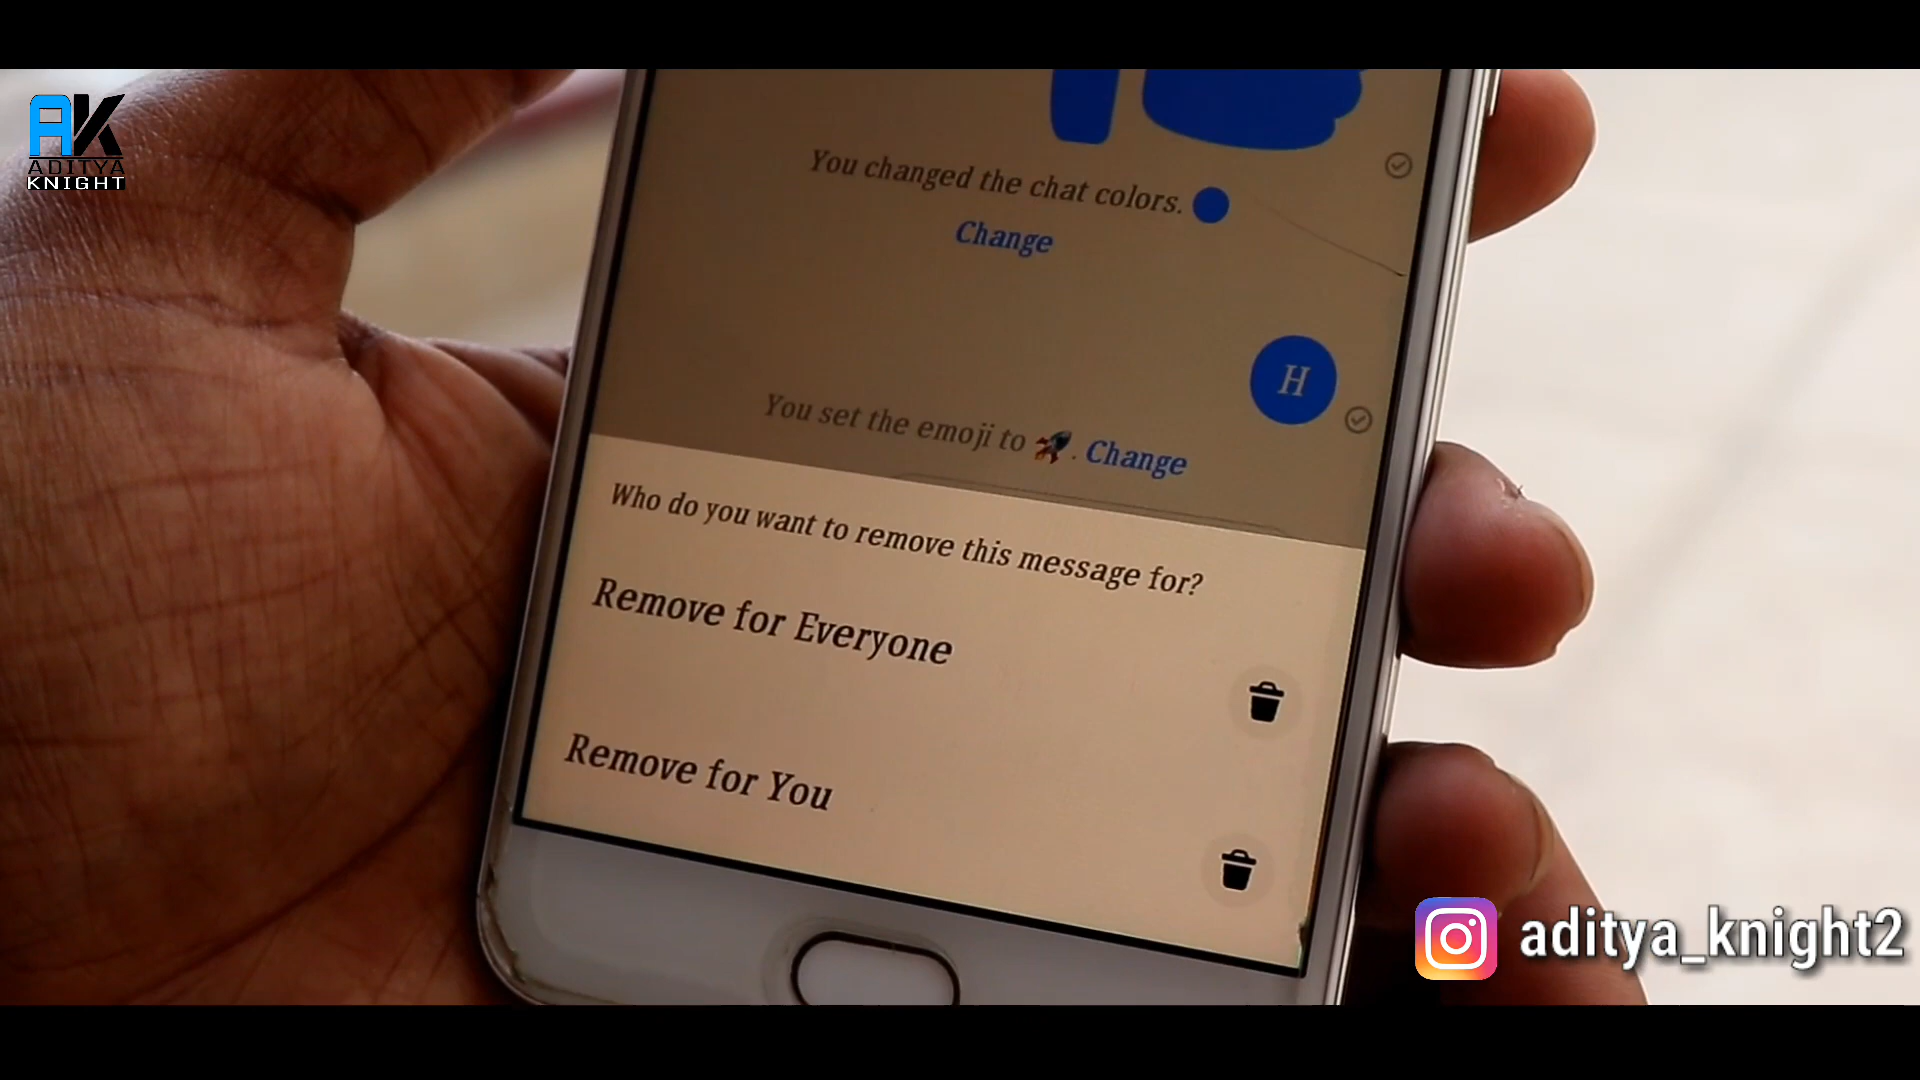 AK
ADITYA
KNIGHT
You changed the chat colors.
Change
H
You set the emoji to 🚀. Change
Who do you want to remove this message for?
Remove for Everyone
Remove for You
aditya_knight2